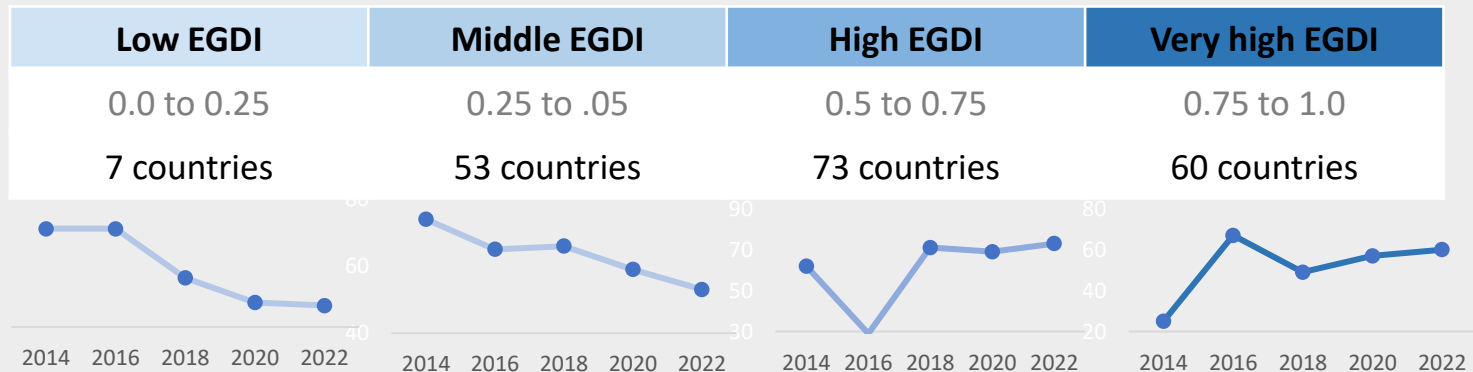 Low EGDI Middle EGDI High EGDI Very high EGDI
0.0 to 0.25 0.25 to .05 0.5 to 0.75 0.75 to 1.0
7 countries 53 countries 73 countries 60 countries
80 90 80
60 70 60
50 40
40 30 20
2014 2016 2018 2020 2022 2014 2016 2018 2020 2022 2014 2016 2018 2020 2022 2014 2016 2018 2020 2022